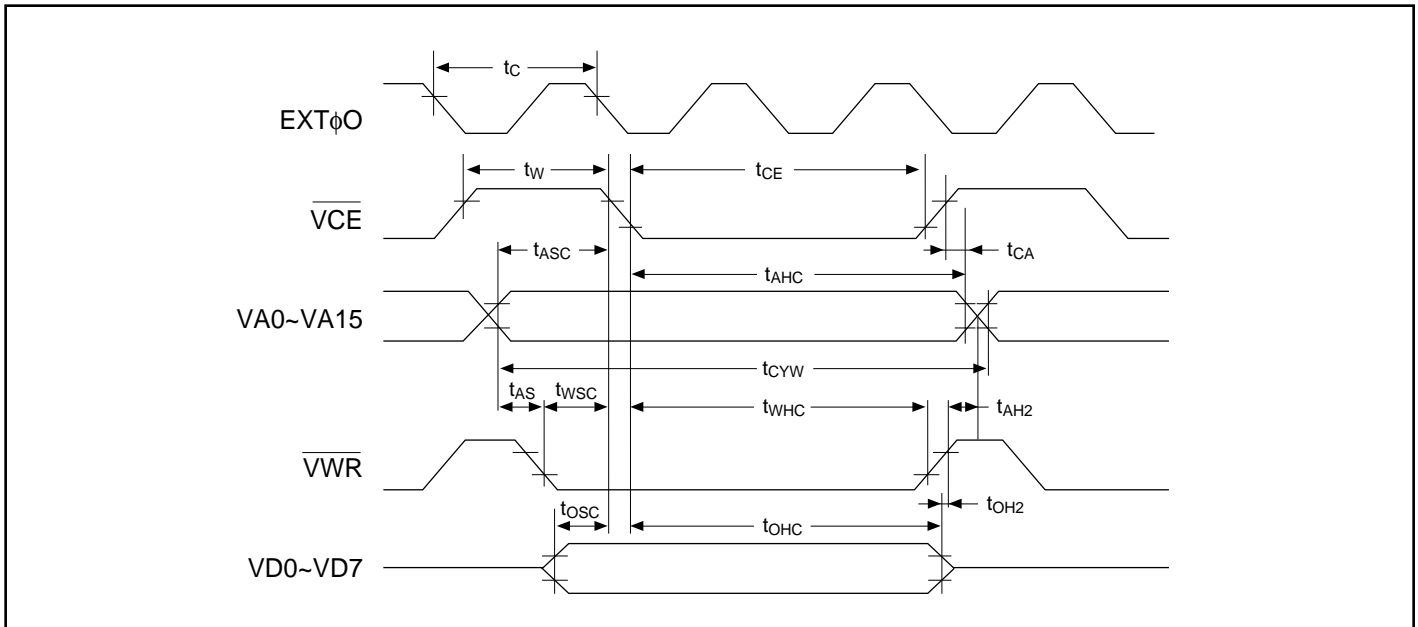 tC
EXTϕO
tW
tCE
VCE
tASC
tCA
tAHC
VA0~VA15
tCYW
tAS
tWSC
tWHC
tAH2
VWR
tOSC
tOHC
tOH2
VD0~VD7